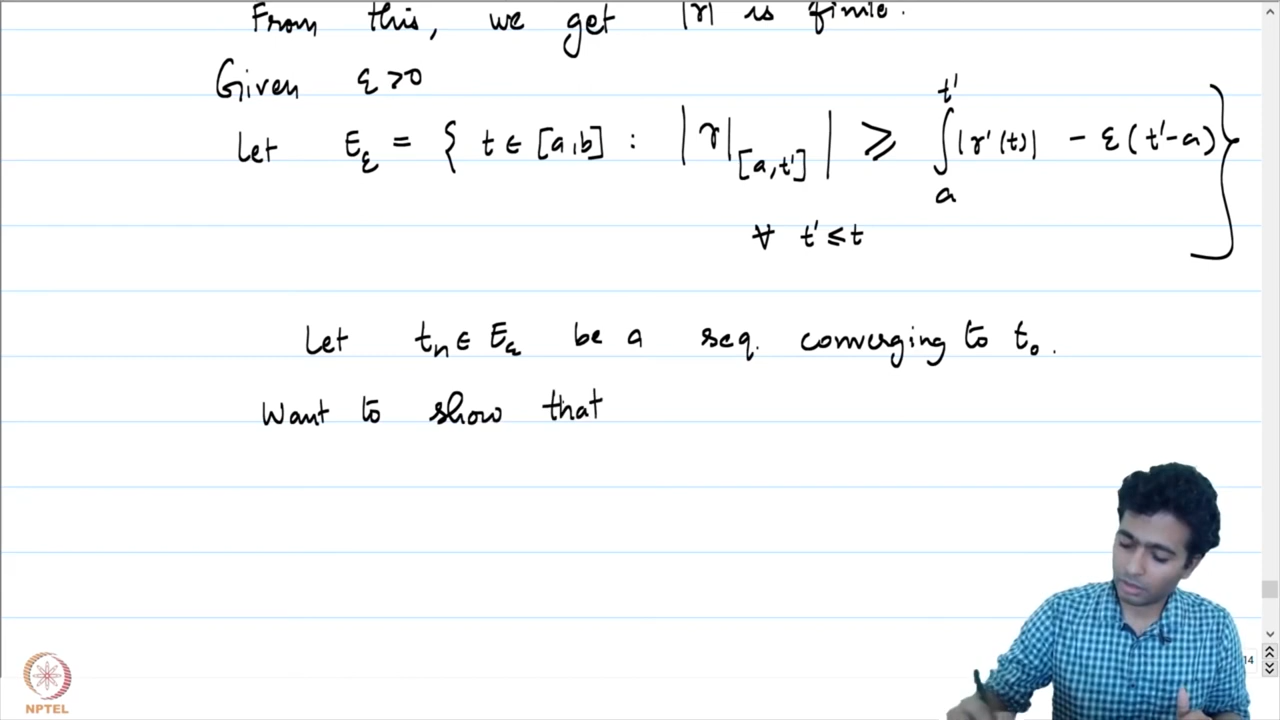 From this, we get |γ| is finite.
Given ε>0
Let E_ε = { t ∈ [a,b] : | γ|_[a,t'] | ⩾ ∫_a^t' |γ'(t)| - ε(t'-a) }
∀ t' ≤ t
Let t_n ∈ E_ε be a seq. converging to t_0.
Want to show that
14
NPTEL